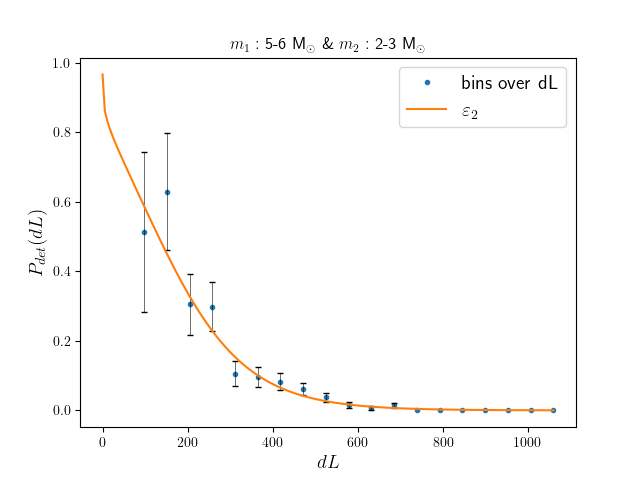 m₁ : 5-6 M⊙ & m₂ : 2-3 M⊙
bins over dL
ε₂
P_det(dL)
1.0
0.8
0.6
0.4
0.2
0.0
0 200 400 600 800 1000
dL